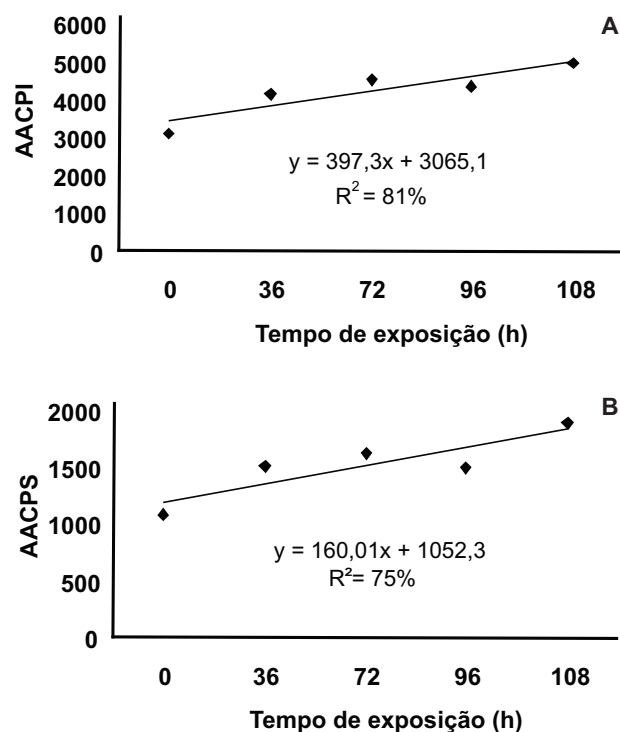 A
6000
5000
4000
3000
2000
1000
0
AACPI
y = 397,3x + 3065,1
R² = 81%
0 36 72 96 108
Tempo de exposição (h)
B
2000
1500
1000
500
0
AACPS
y = 160,01x + 1052,3
R²= 75%
0 36 72 96 108
Tempo de exposição (h)